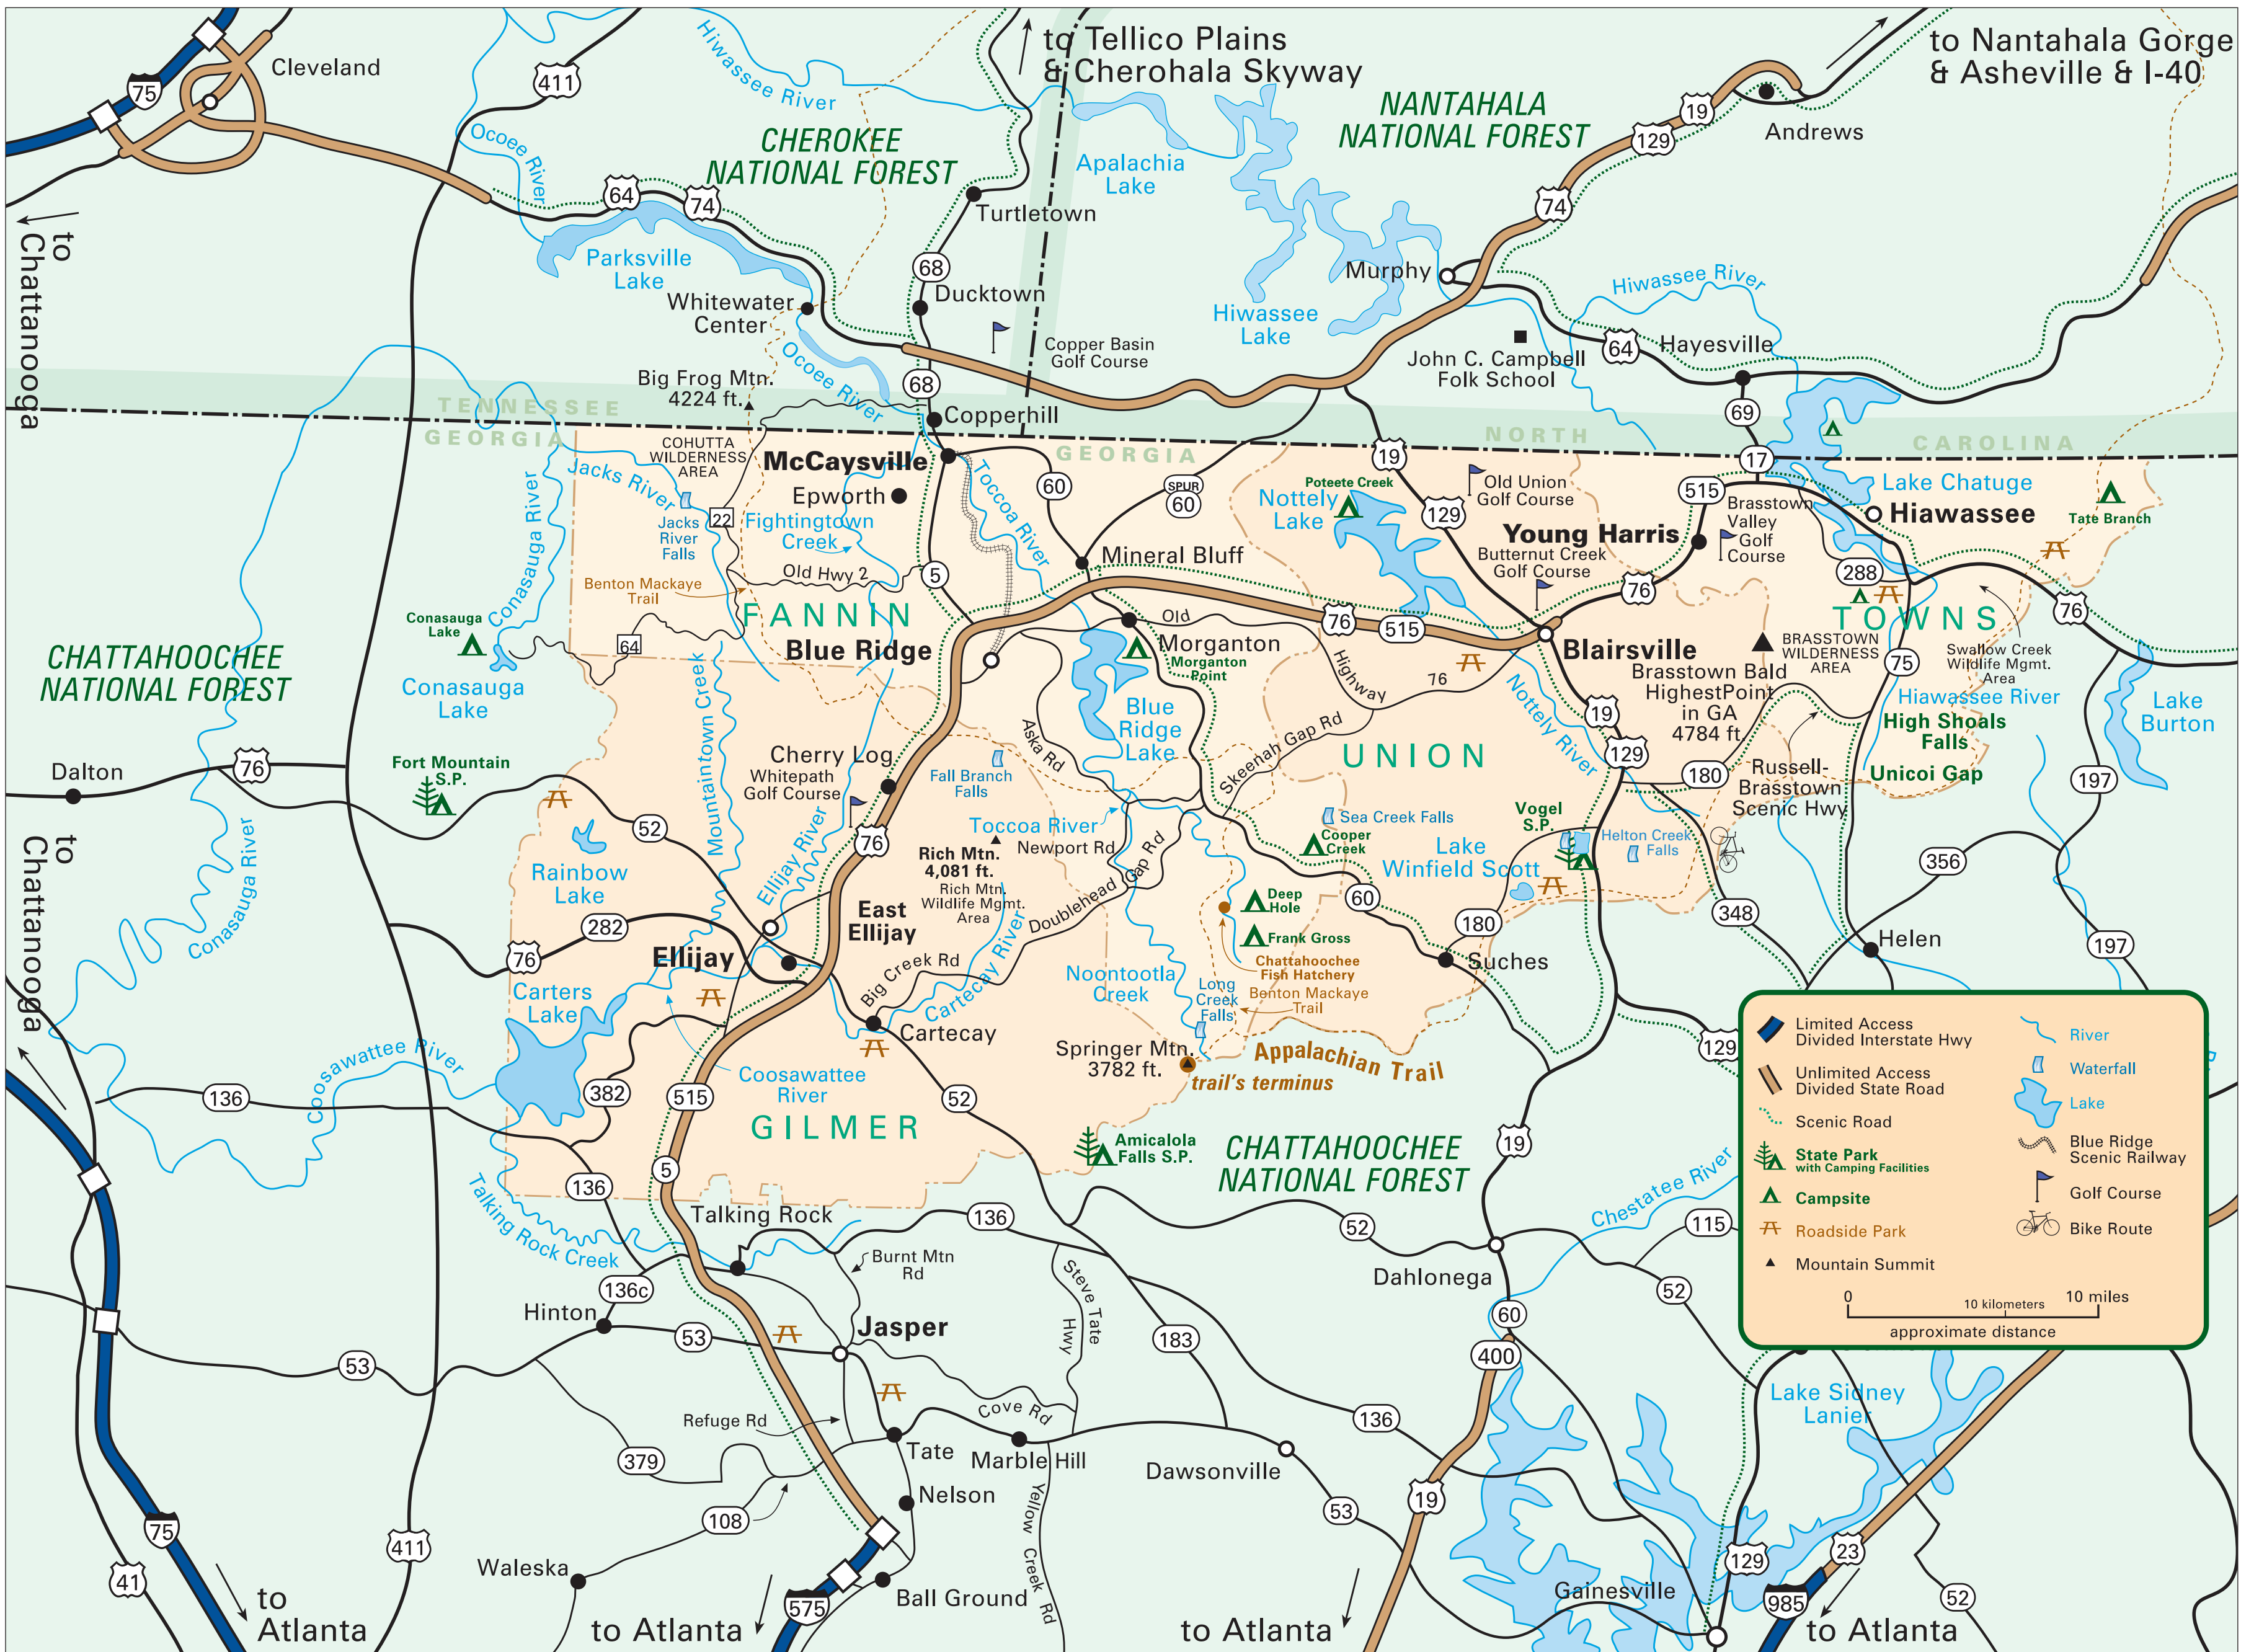 to Tellico Plains
& Cherohala Skyway
to Nantahala Gorge
& Asheville & I-40
Cleveland
75
411
Hiwassee River
Ocoee River
CHEROKEE
NATIONAL FOREST
NANTAHALA
NATIONAL FOREST
19
129
Andrews
Apalachia
Lake
64
74
Turtletown
74
to
Chattanooga
Parksville
Lake
68
Murphy
Hiwassee River
Whitewater
Center
Ducktown
Hiwassee
Lake
Copper Basin
Golf Course
John C. Campbell
Folk School
64
Hayesville
Ocoee River
Big Frog Mtn.
4224 ft.
68
69
Copperhill
TENNESSEE
GEORGIA
GEORGIA
NORTH
CAROLINA
COHUTTA
WILDERNESS
AREA
McCaysville
Epworth
Jacks River
Conasauga River
Jacks
River
Falls
22
Fightingtown
Creek
Toccoa River
60
SPUR
60
19
17
Poteete Creek
Nottely
Lake
Old Union
Golf Course
129
515
Young Harris
Brasstown
Valley
Golf
Course
Lake Chatuge
Hiawassee
Tate Branch
Mineral Bluff
Butternut Creek
Golf Course
Old Hwy 2
5
Benton Mackaye
Trail
FANNIN
Blue Ridge
76
288
TOWNS
76
Conasauga
Lake
64
Old
Highway
76
76
515
Morganton
Morganton
Point
Blairsville
BRASSTOWN
WILDERNESS
AREA
Swallow Creek
Wildlife Mgmt.
Area
75
CHATTAHOOCHEE
NATIONAL FOREST
Conasauga
Lake
Mountaintown Creek
Blue
Ridge
Lake
Aska Rd
Skeenah Gap Rd
UNION
Nottely River
19
129
Brasstown Bald
HighestPoint
in GA
4784 ft.
Hiawassee River
High Shoals
Falls
Unicoi Gap
Lake
Burton
Dalton
76
Fort Mountain
S.P.
Cherry Log
Whitepath
Golf Course
Fall Branch
Falls
180
Russell-
Brasstown
Scenic Hwy
197
to
Chattanooga
Conasauga River
Rainbow
Lake
52
Ellijay River
76
Toccoa River
Newport Rd
Rich Mtn.
4,081 ft.
Rich Mtn.
Wildlife Mgmt.
Area
Doublehead Gap Rd
Sea Creek Falls
Cooper
Creek
Lake
Winfield Scott
Vogel
S.P.
Helton Creek
Falls
356
282
76
East
Ellijay
Ellijay
Deep
Hole
Frank Gross
60
180
348
Helen
197
Carters
Lake
Big Creek Rd
Cartecay River
Noontootla
Creek
Chattahoochee
Fish Hatchery
Benton Mackaye
Trail
Long
Creek
Falls
Suches
Cartecay
Springer Mtn.
3782 ft.
Appalachian Trail
trail's terminus
129
Coosawattee River
136
382
515
Coosawattee
River
52
GILMER
19
Amicalola
Falls S.P.
CHATTAHOOCHEE
NATIONAL FOREST
5
136
Talking Rock Creek
Talking Rock
136
52
Chestatee River
115
Burnt Mtn
Rd
Steve Tate
Hwy
Dahlonega
52
Hinton
136c
60
53
Jasper
183
400
53
Lake Sidney
Lanier
Refuge Rd
Cove Rd
136
379
Tate
Marble Hill
Dawsonville
Nelson
19
53
75
411
108
Yellow Creek Rd
129
23
41
Waleska
Ball Ground
Gainesville
985
52
575
to
Atlanta
to Atlanta
to Atlanta
to Atlanta
Limited Access
Divided Interstate Hwy
Unlimited Access
Divided State Road
Scenic Road
State Park
with Camping Facilities
Campsite
Roadside Park
Mountain Summit
River
Waterfall
Lake
Blue Ridge
Scenic Railway
Golf Course
Bike Route
0
10 kilometers
10 miles
approximate distance